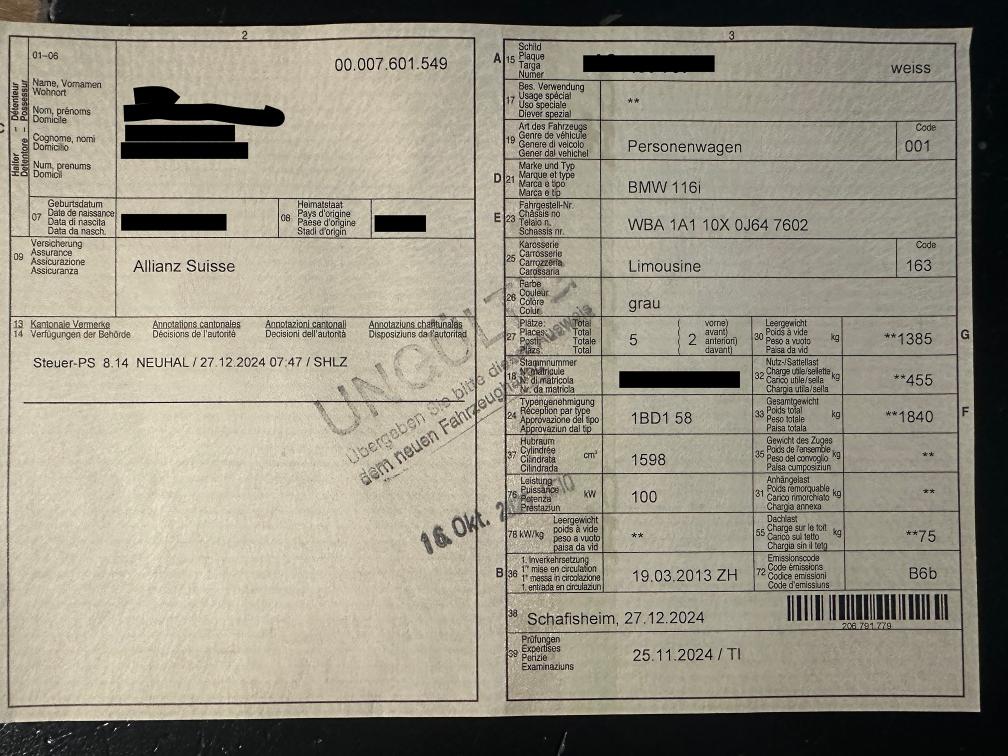 2
01–06
Halter – Détenteur
Detentore – Possessur
C
Name, Vornamen
Wohnort
Nom, prénoms
Domicile
Cognome, nomi
Domicilio
Num, prenums
Domicil
00.007.601.549
07
Geburtsdatum
Date de naissance
Data di nascita
Data da nasch.
08
Heimatstaat
Pays d'origine
Paese d'origine
Stadi d'origin
09
Versicherung
Assurance
Assicurazione
Assicuranza
Allianz Suisse
13 Kantonale Vermerke Annotations cantonales Annotazioni cantonali Annotaziuns chantunalas
14 Verfügungen der Behörde Décisions de l'autorité Decisioni dell'autorità Disposiziuns da l'autoritad
Steuer-PS 8.14 NEUHAL / 27.12.2024 07:47 / SHLZ
UNGÜLTIG
Übergeben Sie bitte diesen Ausweis
dem neuen Fahrzeughalter
16. Okt.
3
A 15
Schild
Plaque
Targa
Numer
weiss
17
Bes. Verwendung
Usage spécial
Uso speciale
Diever spezial
**
19
Art des Fahrzeugs
Genre de véhicule
Genere di veicolo
Gener dal vehichel
Personenwagen
Code
001
D 21
Marke und Typ
Marque et type
Marca e tipo
Marca e tip
BMW 116i
E 23
Fahrgestell-Nr.
Châssis no
Telaio n.
Schassis nr.
WBA 1A1 10X 0J64 7602
25
Karosserie
Carrosserie
Carrozzeria
Carossaria
Limousine
Code
163
26
Farbe
Couleur
Colore
Colur
grau
27
Plätze: Total
Places: Total
Posti: Totale
Plazs: Total
5
( 2
vorne)
avant)
anteriori)
davant)
30
Leergewicht
Poids à vide
Peso a vuoto
Paisa da vid
kg
**1385
G
18
Stammnummer
N° matricule
N° di matricola
Nr. da matricla
32
Nutz-/Sattellast
Charge utile/sellette
Carico utile/sella
Chargia utila/sella
kg
**455
24
Typengenehmigung
Réception par type
Approvazione del tipo
Approvaziun dal tip
1BD1 58
33
Gesamtgewicht
Poids total
Peso totale
Paisa totala
kg
**1840
F
37
Hubraum
Cylindrée
Cilindrata
Cilindrada
cm³
1598
35
Gewicht des Zuges
Poids de l'ensemble
Peso del convoglio
Paisa cumposiziun
kg
**
76
Leistung
Puissance
Potenza
Prestaziun
kW
100
31
Anhängelast
Poids remorquable
Carico rimorchiato
Chargia annexa
kg
**
78 kW/kg
Leergewicht
poids à vide
peso a vuoto
paisa da vid
**
55
Dachlast
Charge sur le toit
Carico sul tetto
Chargia sin il tetg
kg
**75
B 36
1. Inverkehrsetzung
1re mise en circulation
1a messa in circolazione
1. entrada en circulaziun
19.03.2013 ZH
72
Emissionscode
Code émissions
Codice emissioni
Code d'emissiuns
B6b
38
Schafisheim, 27.12.2024
206.791.779
39
Prüfungen
Expertises
Perizie
Examinaziuns
25.11.2024 / TI